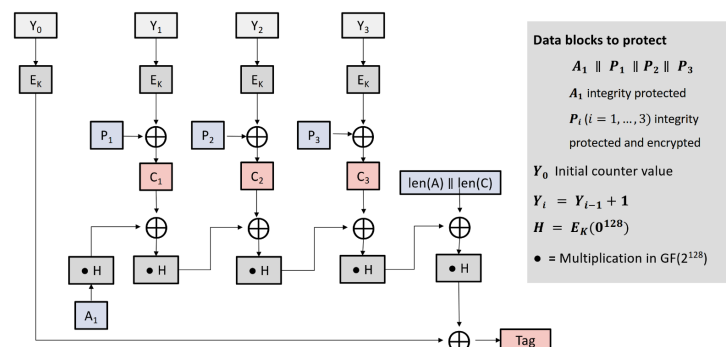 Y0 Y1 Y2 Y3
EK EK EK EK
P1 P2 P3
C1 C2 C3 len(A) ‖ len(C)
● H ● H ● H ● H ● H
A1
Tag
Data blocks to protect
A1 ‖ P1 ‖ P2 ‖ P3
A1 integrity protected
Pi (i = 1, …, 3) integrity
protected and encrypted
Y0 Initial counter value
Yi = Yi−1 + 1
H = EK(0^128)
● = Multiplication in GF(2^128)